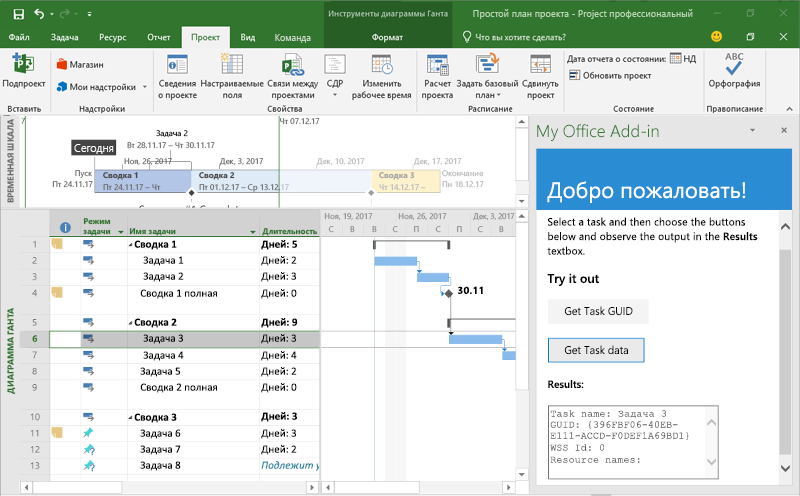 Инструменты диаграммы Ганта
Простой план проекта - Project профессиональный
Файл Задача Ресурс Отчет Проект Вид Команда Формат Что вы хотите сделать?
Подпроект
Магазин
Мои надстройки
Сведения о проекте
Настраиваемые поля
Связи между проектами
СДР
Изменить рабочее время
Расчет проекта
Задать базовый план
Сдвинуть проект
Дата отчета о состоянии: НД
Обновить проект
ABC
Орфография
Вставить Надстройки Свойства Расписание Состояние Правописание
ВРЕМЕННАЯ ШКАЛА
Чт 07.12.17
Задача 2
Вт 28.11.17 - Чт 30.11.17
Сегодня
Ноя, 26, 2017 Дек, 3, 2017 Дек, 10, 2017 Дек, 17, 2017
Пуск
Пт 24.11.17
Сводка 1
Пт 24.11.17 - Чт
Сводка 2
Пт 01.12.17 - Ср 13.12.17
Сводка 3
Чт 14.12.17 –
Окончание
Пн 18.12.17
ДИАГРАММА ГАНТА
Режим задачи Имя задачи Длительность
Ноя, 19, 2017 Ноя, 26, 2017 Дек, 3, 2017
С В П С В П С В
1 Сводка 1 Дней: 5
2 Задача 1 Дней: 2
3 Задача 2 Дней: 3
4 Сводка 1 полная Дней: 0 30.11
5 Сводка 2 Дней: 9
6 Задача 3 Дней: 3
7 Задача 4 Дней: 4
8 Задача 5 Дней: 2
9 Сводка 2 полная Дней: 0
10 Сводка 3 Дней: 3
11 Задача 6 Дней: 3
12 Задача 7 Дней: 2
13 Задача 8 Подлежит у
My Office Add-in
Добро пожаловать!
Select a task and then choose the buttons
below and observe the output in the Results
textbox.
Try it out
Get Task GUID
Get Task data
Results:
Task name: Задача 3
GUID: {396FBF06-40EB-
E111-ACCD-F0DEF1A69BD1}
WSS Id: 0
Resource names: